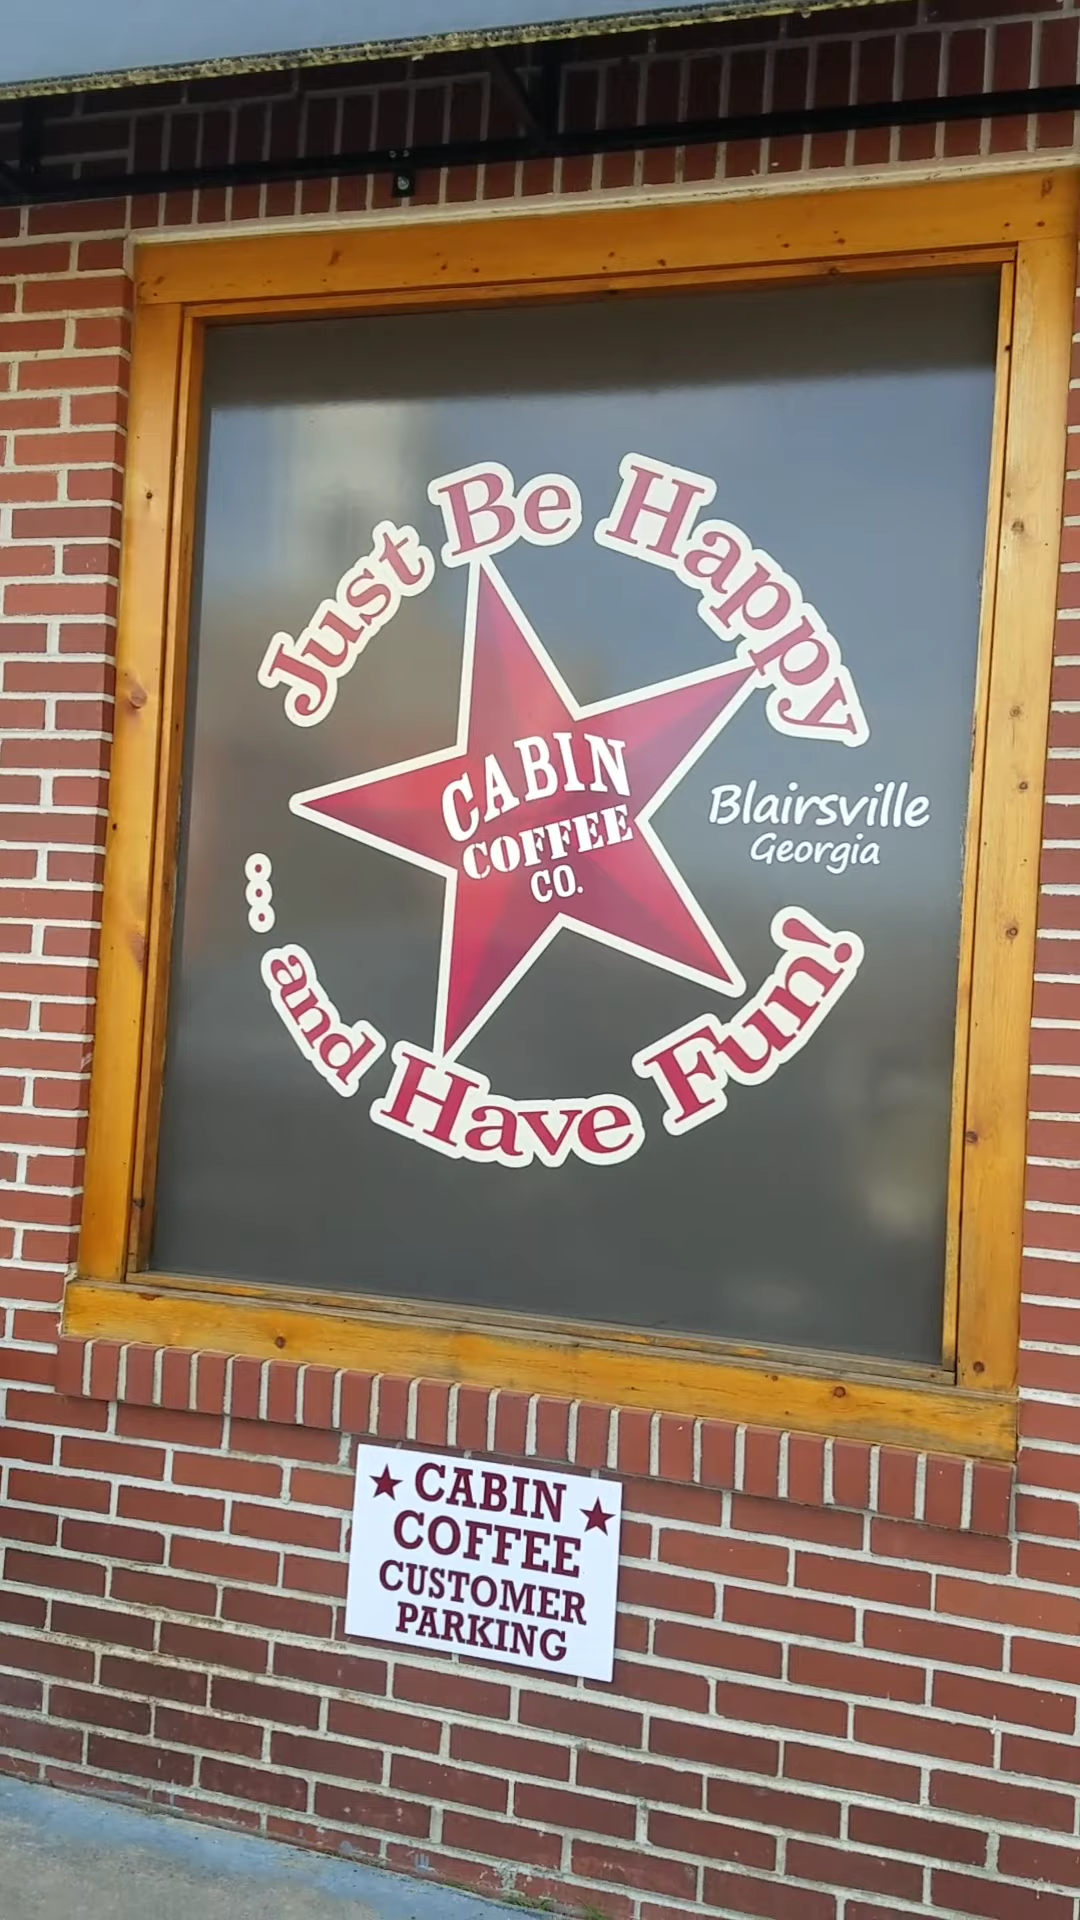 Just Be Happy
CABIN
COFFEE
CO.
Blairsville
Georgia
... and Have Fun!
CABIN
COFFEE
CUSTOMER
PARKING